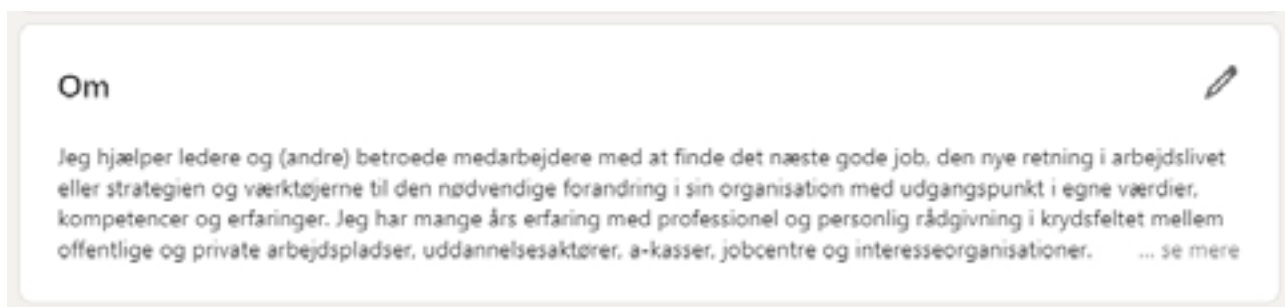 Om
Jeg hjælper ledere og (andre) betroede medarbejdere med at finde det næste gode job, den nye retning i arbejdslivet
eller strategien og værktøjerne til den nødvendige forandring i sin organisation med udgangspunkt i egne værdier,
kompetencer og erfaringer. Jeg har mange års erfaring med professionel og personlig rådgivning i krydsfeltet mellem
offentlige og private arbejdspladser, uddannelsesaktører, a-kasser, jobcentre og interesseorganisationer. ... se mere